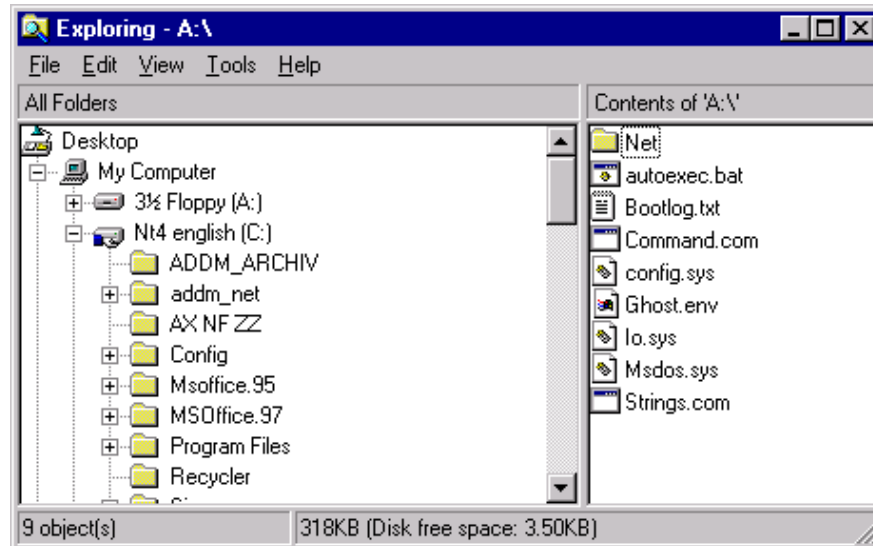 Exploring - A:\
File Edit View Tools Help
All Folders
Contents of 'A:\'
Desktop
My Computer
3½ Floppy (A:)
Nt4 english (C:)
ADDM_ARCHIV
addm_net
AX NF ZZ
Config
Msoffice.95
MSOffice.97
Program Files
Recycler
Net
autoexec.bat
Bootlog.txt
Command.com
config.sys
Ghost.env
Io.sys
Msdos.sys
Strings.com
9 object(s)
318KB (Disk free space: 3.50KB)